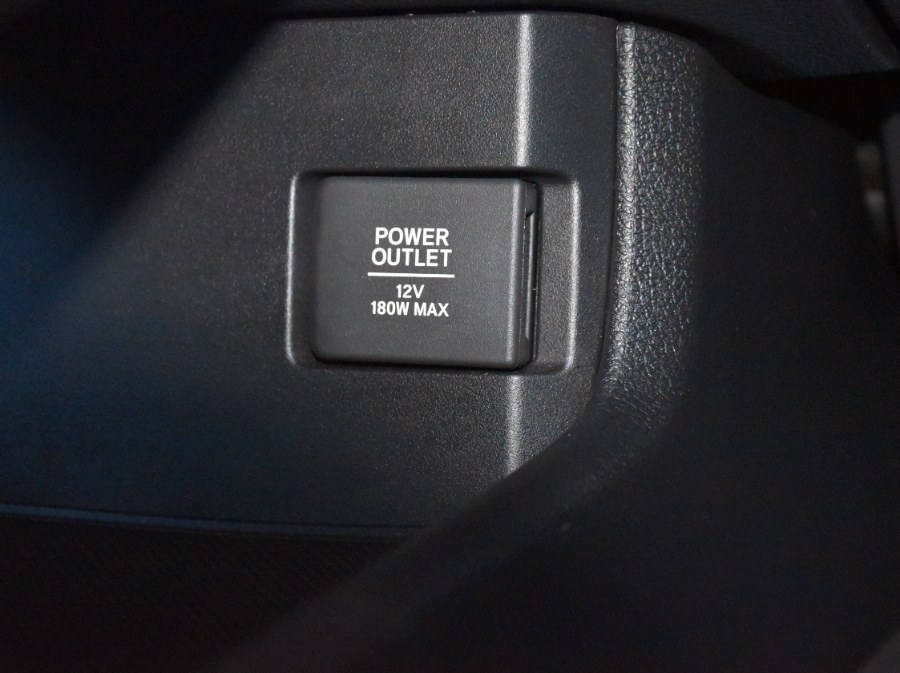 POWER
OUTLET
12V
180W MAX